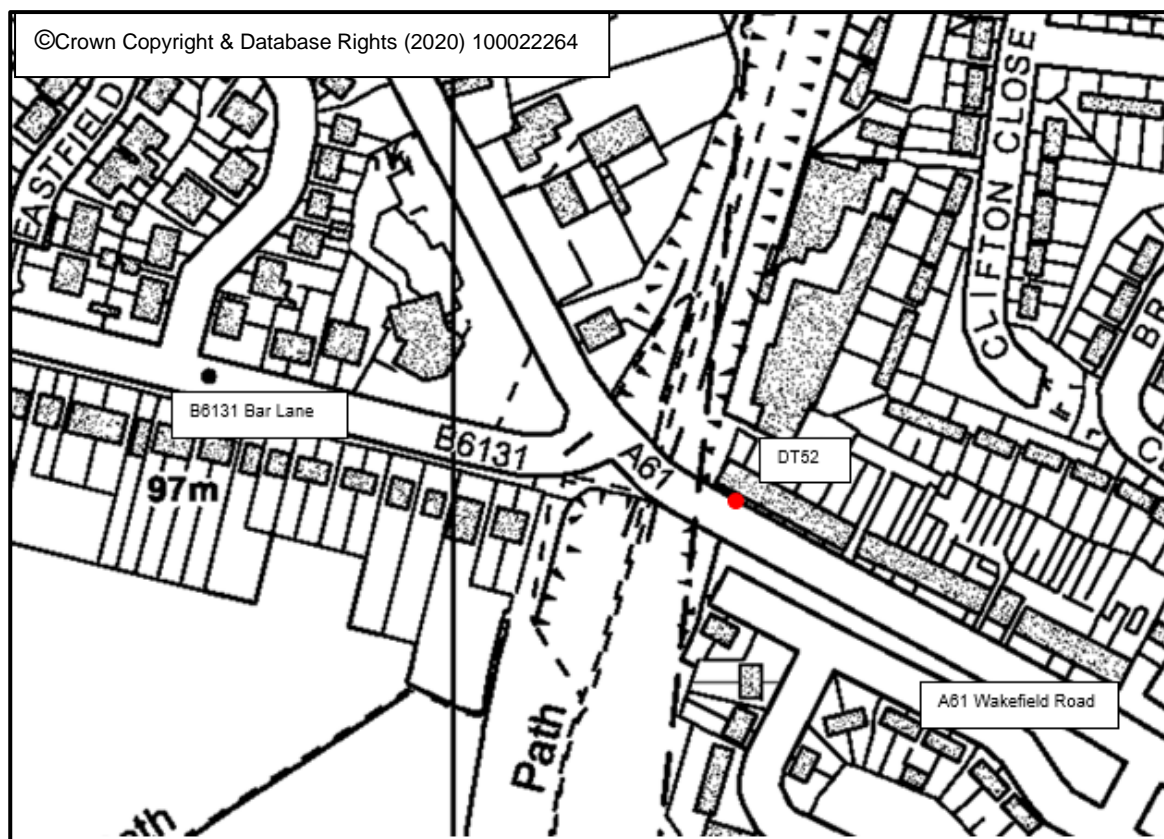 ©Crown Copyright & Database Rights (2020) 100022264
EASTFIELD
CLIFTON CLOSE
B6131 Bar Lane
B6131
A61
DT52
97m
A61 Wakefield Road
Path